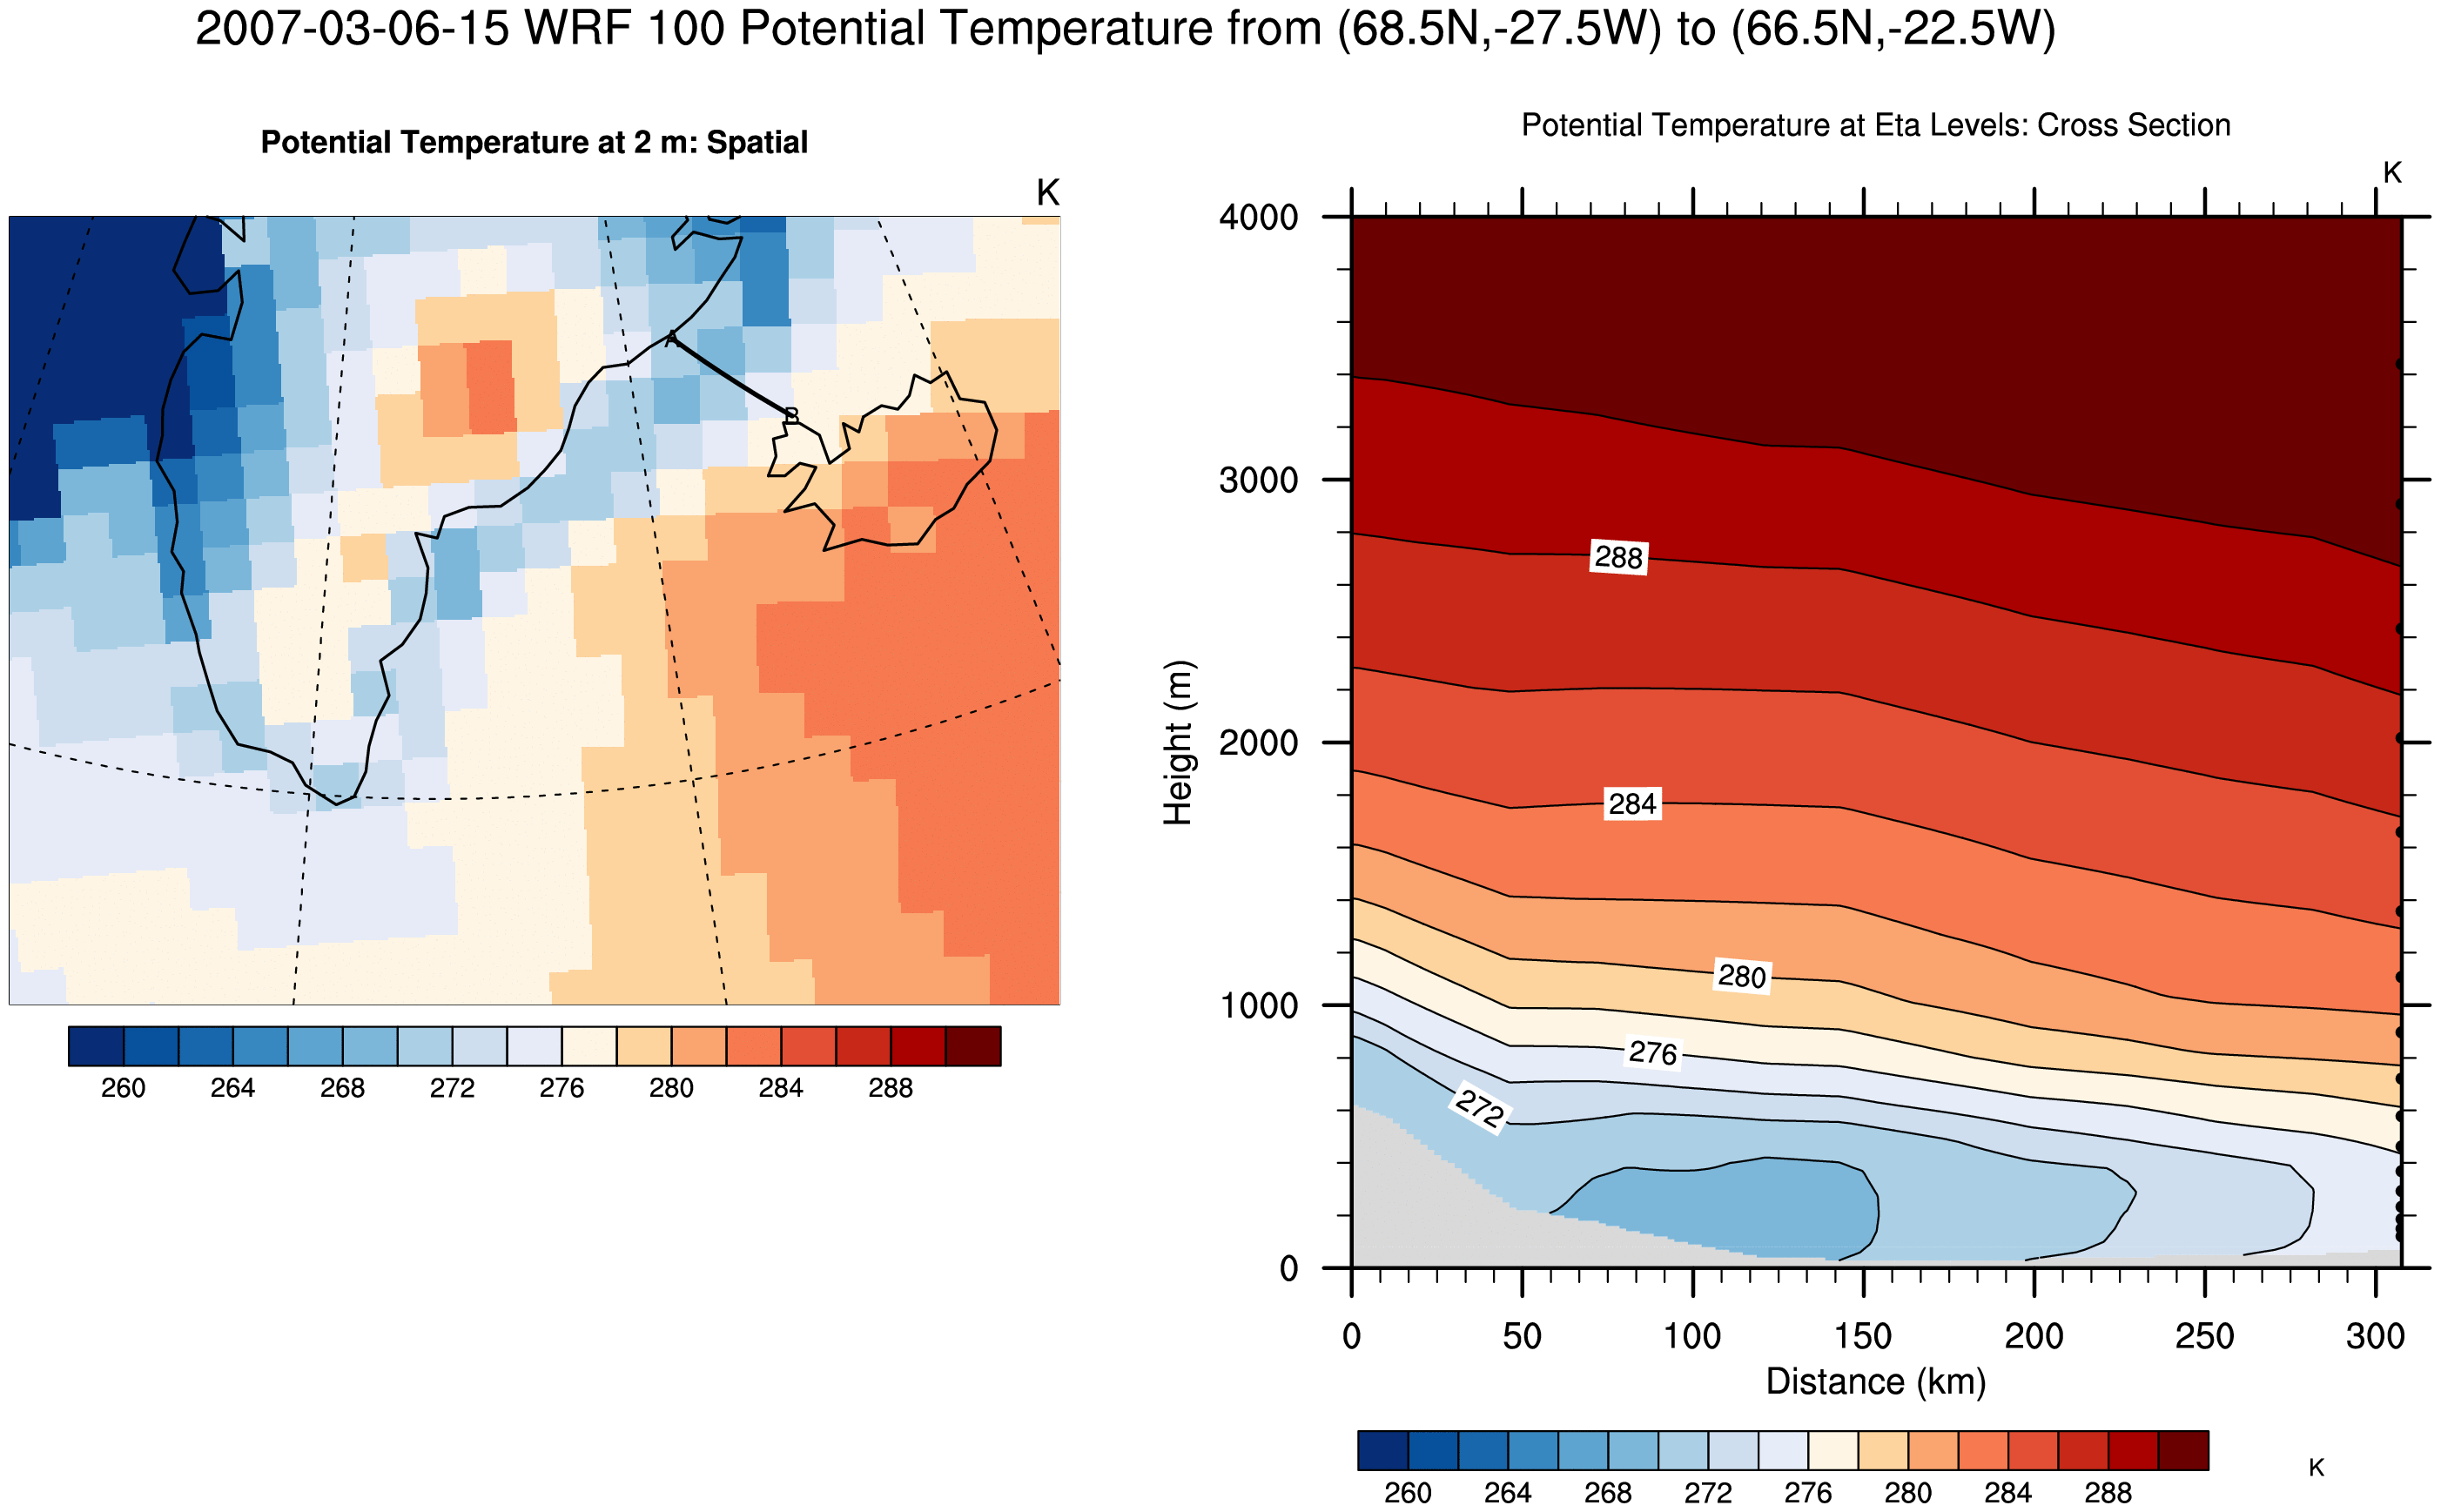 2007-03-06-15 WRF 100 Potential Temperature from (68.5N,-27.5W) to (66.5N,-22.5W)
Potential Temperature at 2 m: Spatial
K
A
B
260 264 268 272 276 280 284 288
Potential Temperature at Eta Levels: Cross Section
K
4000
3000
2000
1000
0
Height (m)
288
284
280
276
272
0 50 100 150 200 250 300
Distance (km)
260 264 268 272 276 280 284 288
K